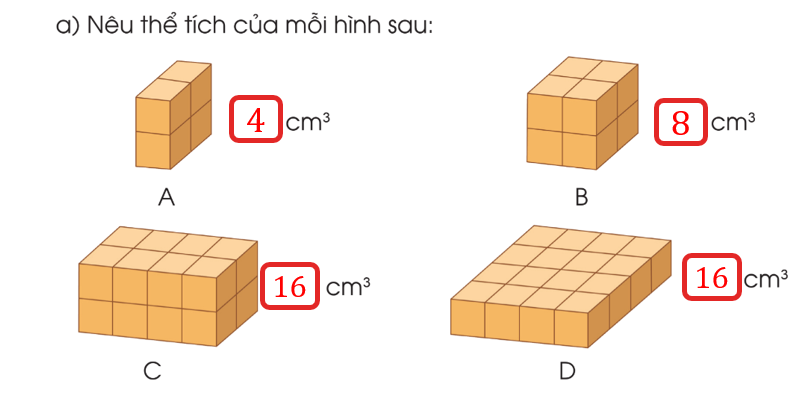 a) Nêu thể tích của mỗi hình sau:
4 cm³
8 cm³
A
B
16 cm³
16 cm³
C
D